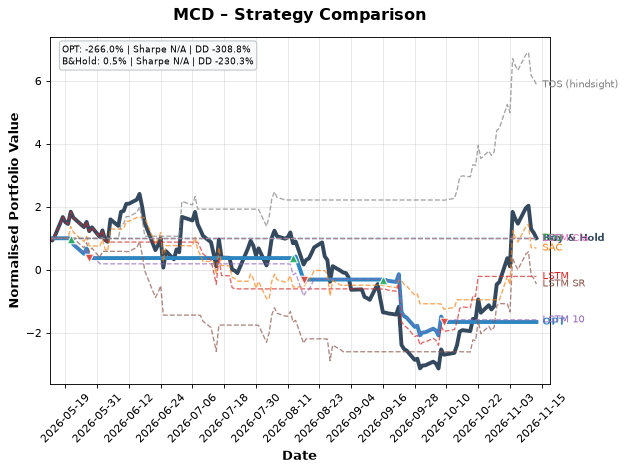 MCD – Strategy Comparison
OPT: -266.0% | Sharpe N/A | DD -308.8%
B&Hold: 0.5% | Sharpe N/A | DD -230.3%
Normalised Portfolio Value
6
4
2
0
−2
TOS (hindsight)
Buy & Hold
SAC
LSTM
LSTM SR
LSTM 10
OPT
2026-05-19
2026-05-31
2026-06-12
2026-06-24
2026-07-06
2026-07-18
2026-07-30
2026-08-11
2026-08-23
2026-09-04
2026-09-16
2026-09-28
2026-10-10
2026-10-22
2026-11-03
2026-11-15
Date